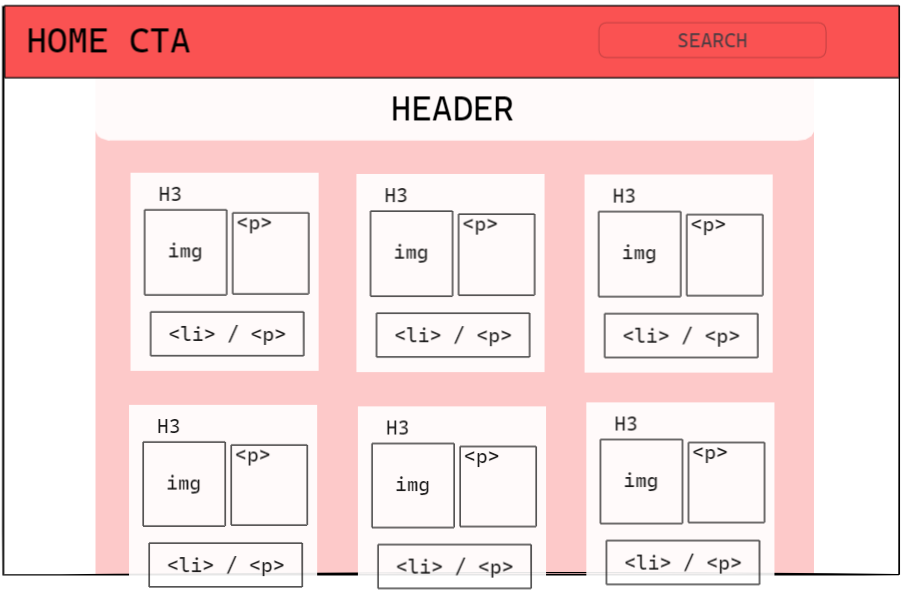 HOME CTA
SEARCH
HEADER
H3
img
<p>
<li> / <p>
H3
img
<p>
<li> / <p>
H3
img
<p>
<li> / <p>
H3
img
<p>
<li> / <p>
H3
img
<p>
<li> / <p>
H3
img
<p>
<li> / <p>